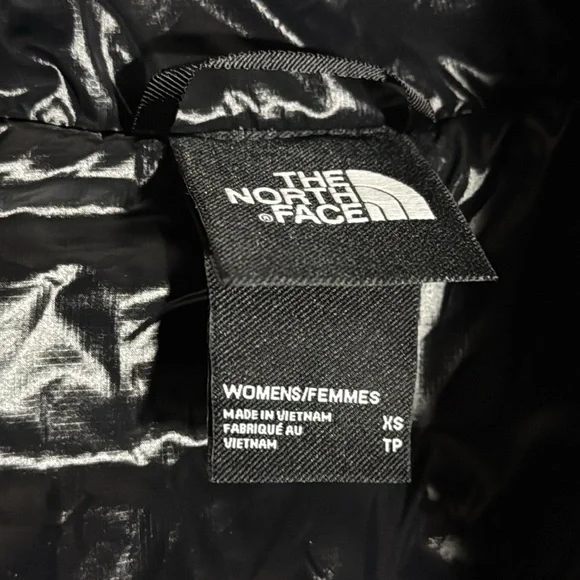 THE
NORTH
®FACE
WOMENS/FEMMES
MADE IN VIETNAM XS
FABRIQUÉ AU
VIETNAM TP